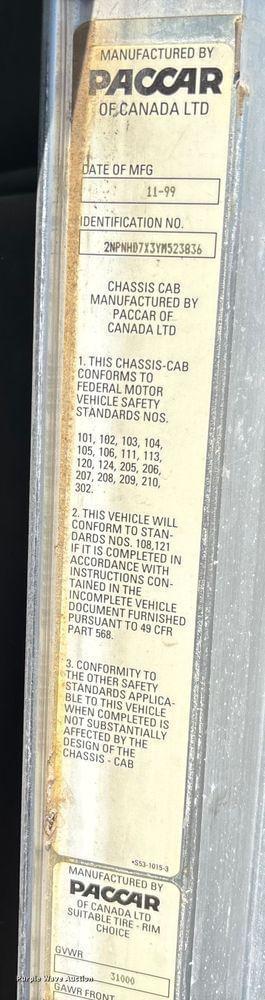 MANUFACTURED BY
PACCAR
OF CANADA LTD
DATE OF MFG
11-99
IDENTIFICATION NO.
2NPNHD7X3YM523836
CHASSIS CAB
MANUFACTURED BY
PACCAR OF
CANADA LTD
1. THIS CHASSIS-CAB
CONFORMS TO
FEDERAL MOTOR
VEHICLE SAFETY
STANDARDS NOS.
101, 102, 103, 104,
105, 106, 111, 113,
120, 124, 205, 206,
207, 208, 209, 210,
302.
2. THIS VEHICLE WILL
CONFORM TO STAN-
DARDS NOS. 108,121
IF IT IS COMPLETED IN
ACCORDANCE WITH
INSTRUCTIONS CON-
TAINED IN THE
INCOMPLETE VEHICLE
DOCUMENT FURNISHED
PURSUANT TO 49 CFR
PART 568.
3. CONFORMITY TO
THE OTHER SAFETY
STANDARDS APPLICA-
BLE TO THIS VEHICLE
WHEN COMPLETED IS
NOT SUBSTANTIALLY
AFFECTED BY THE
DESIGN OF THE
CHASSIS - CAB
•S53-1015-3
MANUFACTURED BY
PACCAR
OF CANADA LTD
SUITABLE TIRE - RIM
CHOICE
GVWR
31000
GAWR FRONT
Purple Wave Auction